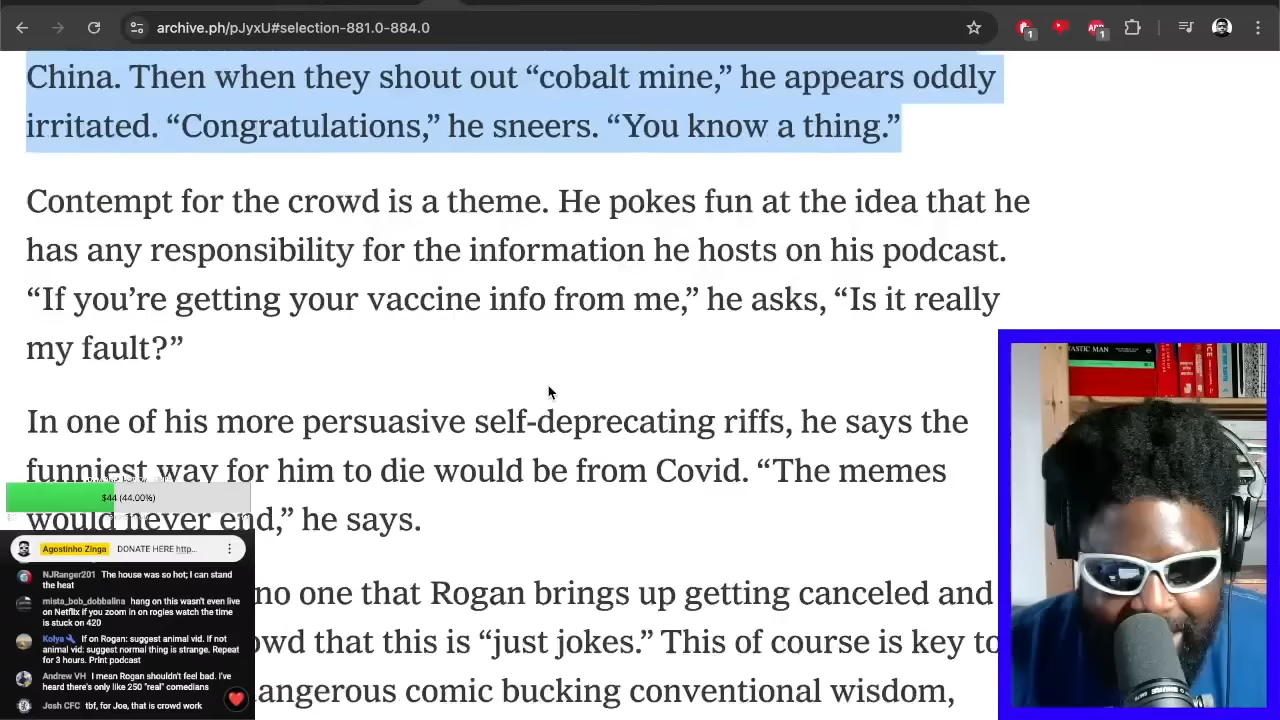 archive.ph/pJyxU#selection-881.0-884.0
China. Then when they shout out “cobalt mine,” he appears oddly
irritated. “Congratulations,” he sneers. “You know a thing.”
Contempt for the crowd is a theme. He pokes fun at the idea that he
has any responsibility for the information he hosts on his podcast.
“If you’re getting your vaccine info from me,” he asks, “Is it really
my fault?”
In one of his more persuasive self-deprecating riffs, he says the
funniest way for him to die would be from Covid. “The memes
would never end,” he says.
no one that Rogan brings up getting canceled and
owd that this is “just jokes.” This of course is key to
angerous comic bucking conventional wisdom,
$44 (44.00%)
Agostinho Zinga DONATE HERE http...
NJRanger201 The house was so hot; I can stand
the heat
mista_bob_dobbalina hang on this wasn't even live
on Netflix if you zoom in on rogies watch the time
is stuck on 420
Kolya If on Rogan: suggest animal vid. If not
animal vid: suggest normal thing is strange. Repeat
for 3 hours. Print podcast
Andrew VH I mean Rogan shouldn't feel bad. I've
heard there's only like 250 "real" comedians
Josh CFC tbf, for Joe, that is crowd work
TASTIC MAN